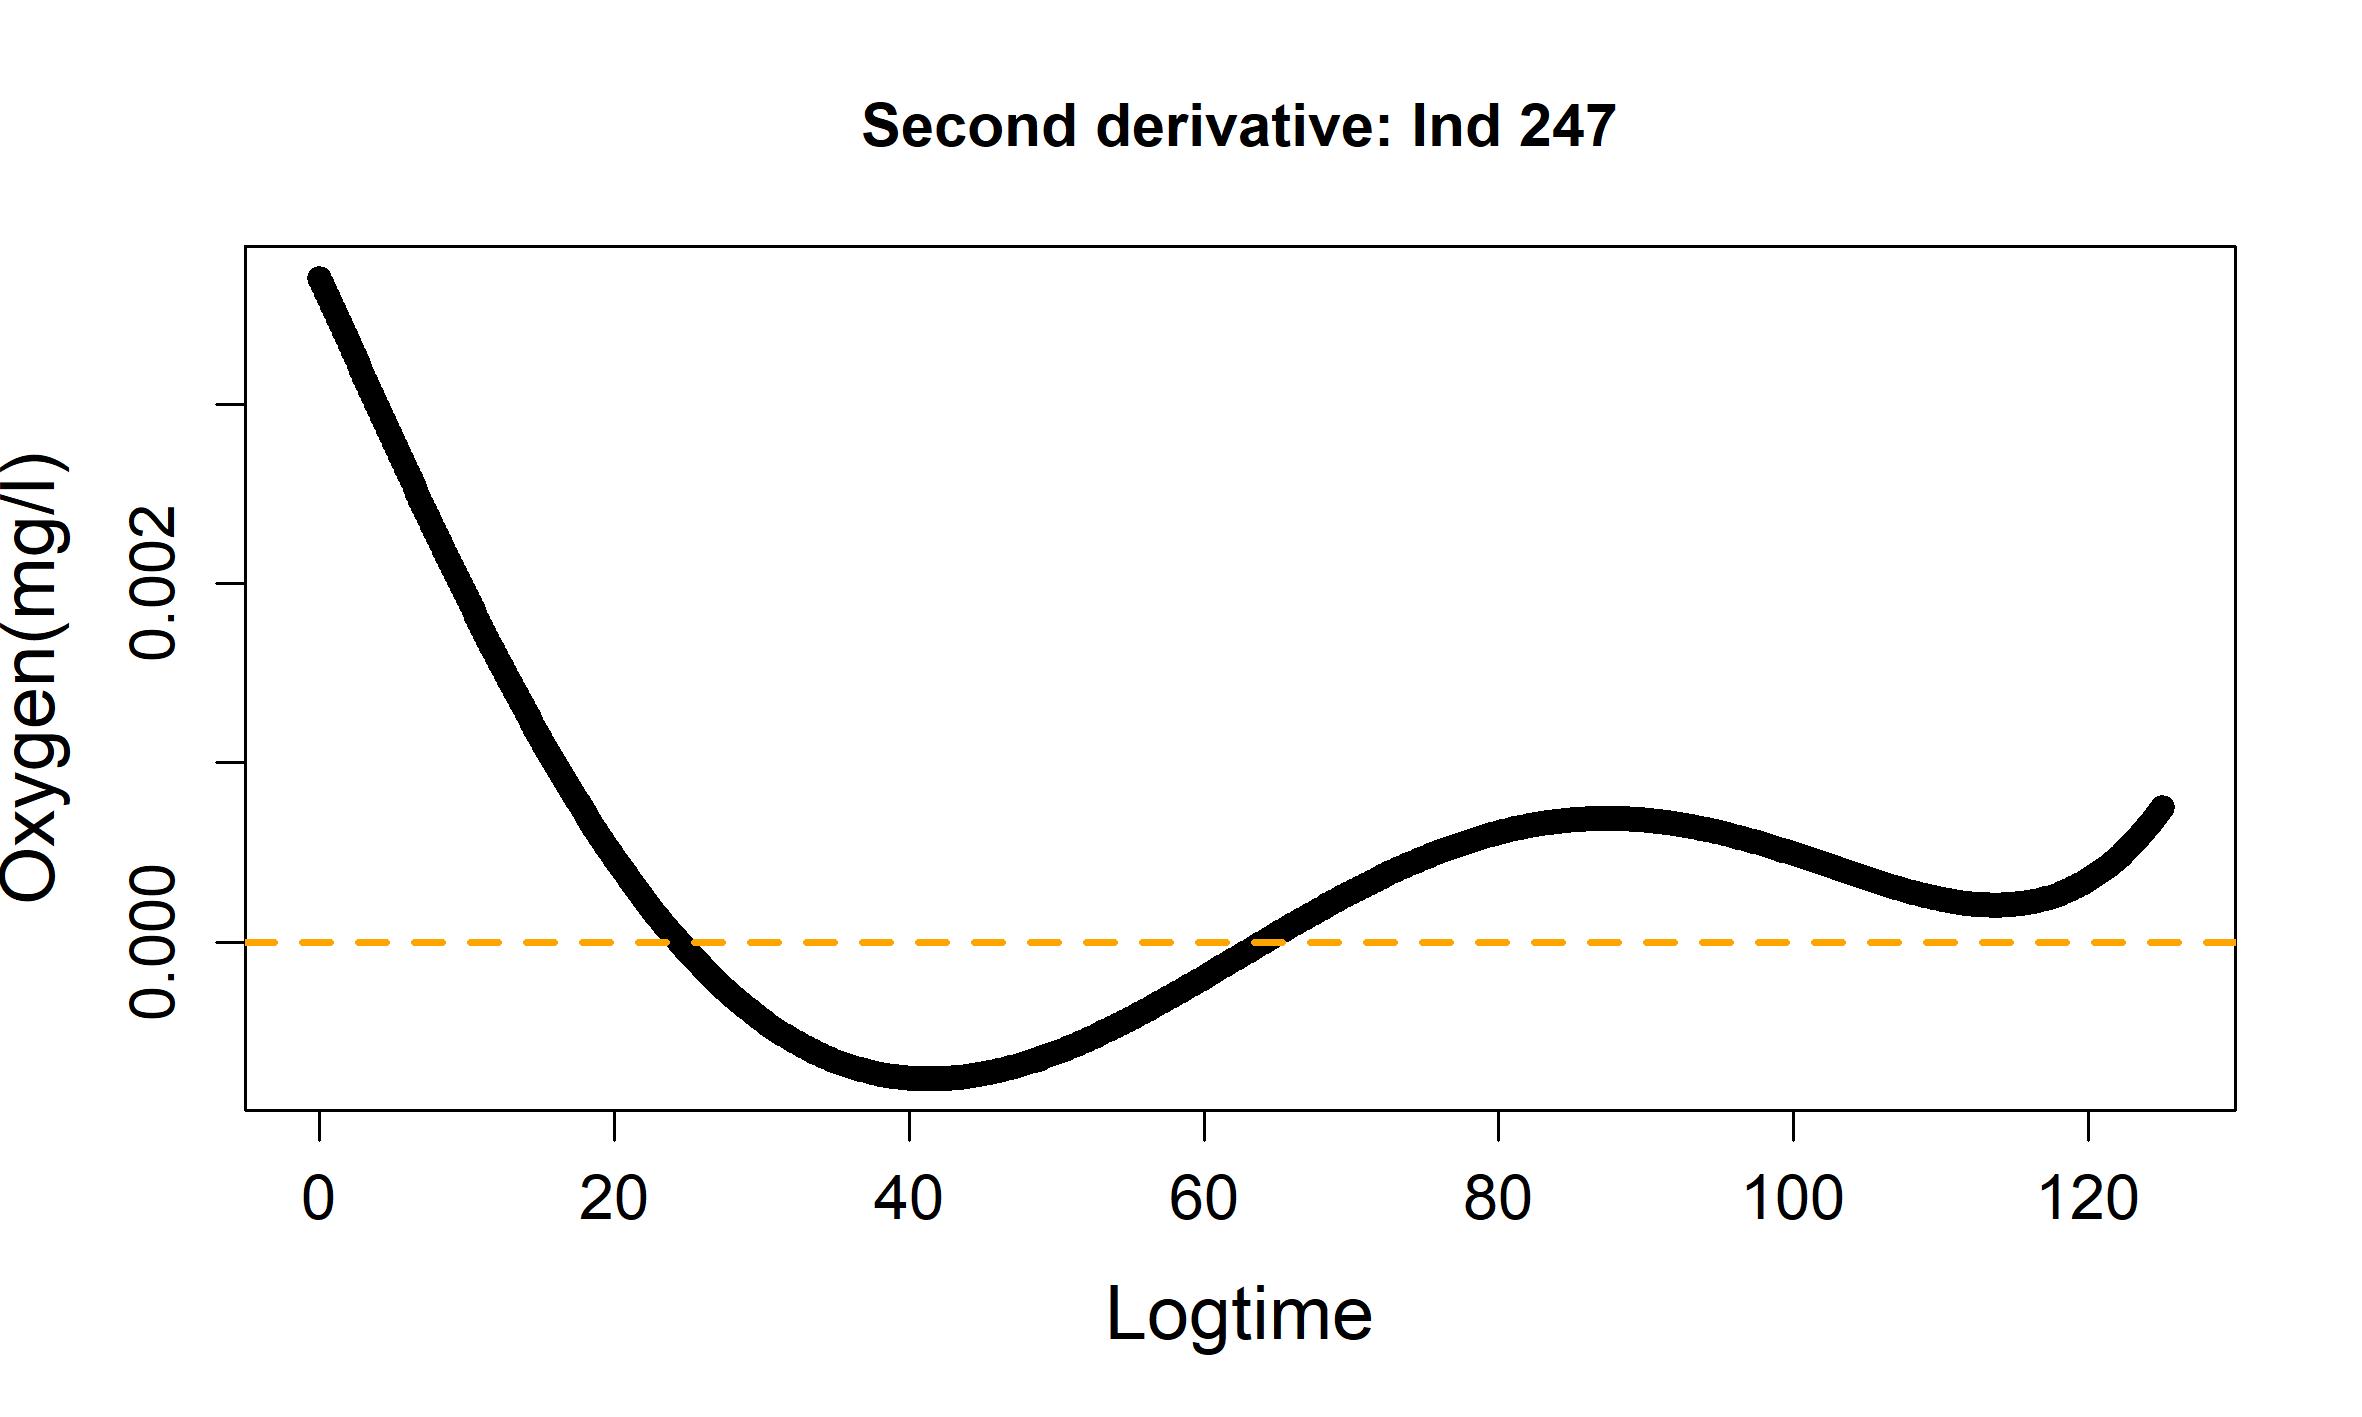 Second derivative: Ind 247
Oxygen(mg/l)
0.002
0.000
0 20 40 60 80 100 120
Logtime